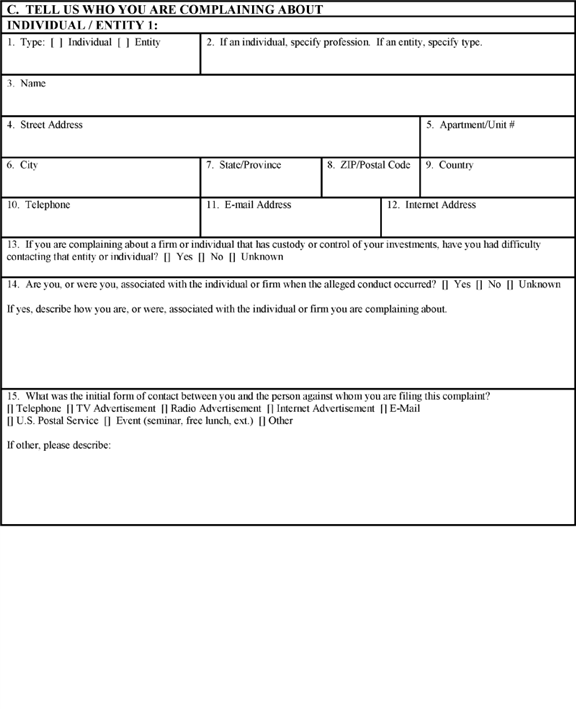 C. TELL US WHO YOU ARE COMPLAINING ABOUT
INDIVIDUAL / ENTITY 1:
1. Type: [ ] Individual [ ] Entity
2. If an individual, specify profession. If an entity, specify type.
3. Name
4. Street Address
5. Apartment/Unit #
6. City
7. State/Province
8. ZIP/Postal Code
9. Country
10. Telephone
11. E-mail Address
12. Internet Address
13. If you are complaining about a firm or individual that has custody or control of your investments, have you had difficulty
contacting that entity or individual? [] Yes [] No [] Unknown
14. Are you, or were you, associated with the individual or firm when the alleged conduct occurred? [] Yes [] No [] Unknown
If yes, describe how you are, or were, associated with the individual or firm you are complaining about.
15. What was the initial form of contact between you and the person against whom you are filing this complaint?
[] Telephone [] TV Advertisement [] Radio Advertisement [] Internet Advertisement [] E-Mail
[] U.S. Postal Service [] Event (seminar, free lunch, ext.) [] Other
If other, please describe: